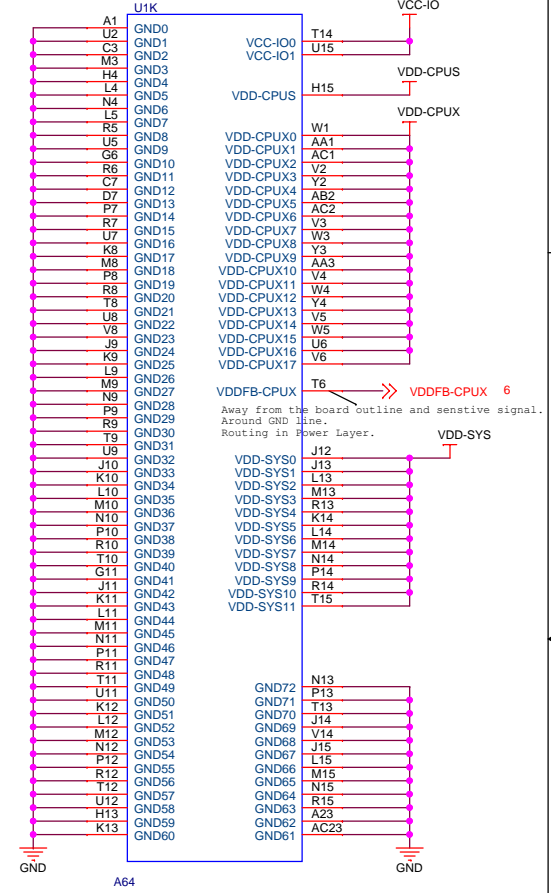 U1K
A1 GND0
U2 GND1
C3 GND2
M3 GND3
H4 GND4
L4 GND5
N4 GND6
L5 GND7
R5 GND8
U5 GND9
G6 GND10
R6 GND11
C7 GND12
D7 GND13
P7 GND14
R7 GND15
U7 GND16
K8 GND17
M8 GND18
P8 GND19
R8 GND20
T8 GND21
U8 GND22
V8 GND23
J9 GND24
K9 GND25
L9 GND26
M9 GND27
N9 GND28
P9 GND29
R9 GND30
T9 GND31
U9 GND32
J10 GND33
K10 GND34
L10 GND35
M10 GND36
N10 GND37
P10 GND38
R10 GND39
T10 GND40
G11 GND41
J11 GND42
K11 GND43
L11 GND44
M11 GND45
N11 GND46
P11 GND47
R11 GND48
T11 GND49
U11 GND50
K12 GND51
L12 GND52
M12 GND53
N12 GND54
P12 GND55
R12 GND56
T12 GND57
U12 GND58
H13 GND59
K13 GND60
GND
A64
VCC-IO
VCC-IO0 T14
VCC-IO1 U15
VDD-CPUS
VDD-CPUS H15
VDD-CPUX
VDD-CPUX0 W1
VDD-CPUX1 AA1
VDD-CPUX2 AC1
VDD-CPUX3 V2
VDD-CPUX4 Y2
VDD-CPUX5 AB2
VDD-CPUX6 AC2
VDD-CPUX7 V3
VDD-CPUX8 W3
VDD-CPUX9 Y3
VDD-CPUX10 AA3
VDD-CPUX11 V4
VDD-CPUX12 W4
VDD-CPUX13 Y4
VDD-CPUX14 V5
VDD-CPUX15 W5
VDD-CPUX16 U6
VDD-CPUX17 V6
VDDFB-CPUX T6 VDDFB-CPUX 6
Away from the board outline and senstive signal.
Around GND line.
Routing in Power Layer.
VDD-SYS
VDD-SYS0 J12
VDD-SYS1 J13
VDD-SYS2 L13
VDD-SYS3 M13
VDD-SYS4 R13
VDD-SYS5 K14
VDD-SYS6 L14
VDD-SYS7 M14
VDD-SYS8 N14
VDD-SYS9 P14
VDD-SYS10 R14
VDD-SYS11 T15
GND72 N13
GND71 P13
GND70 T13
GND69 J14
GND68 V14
GND67 J15
GND66 L15
GND65 M15
GND64 N15
GND63 R15
GND62 A23
GND61 AC23
GND